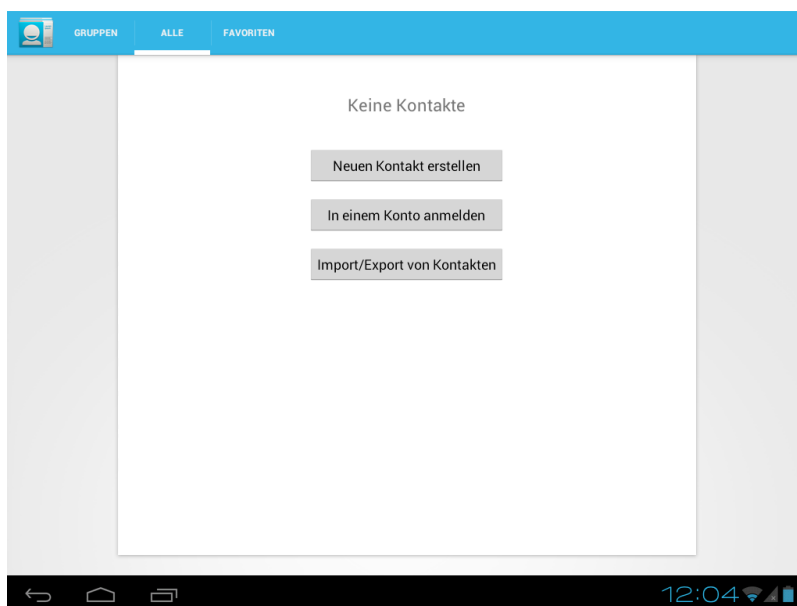 GRUPPEN ALLE FAVORITEN
Keine Kontakte
Neuen Kontakt erstellen
In einem Konto anmelden
Import/Export von Kontakten
12:04